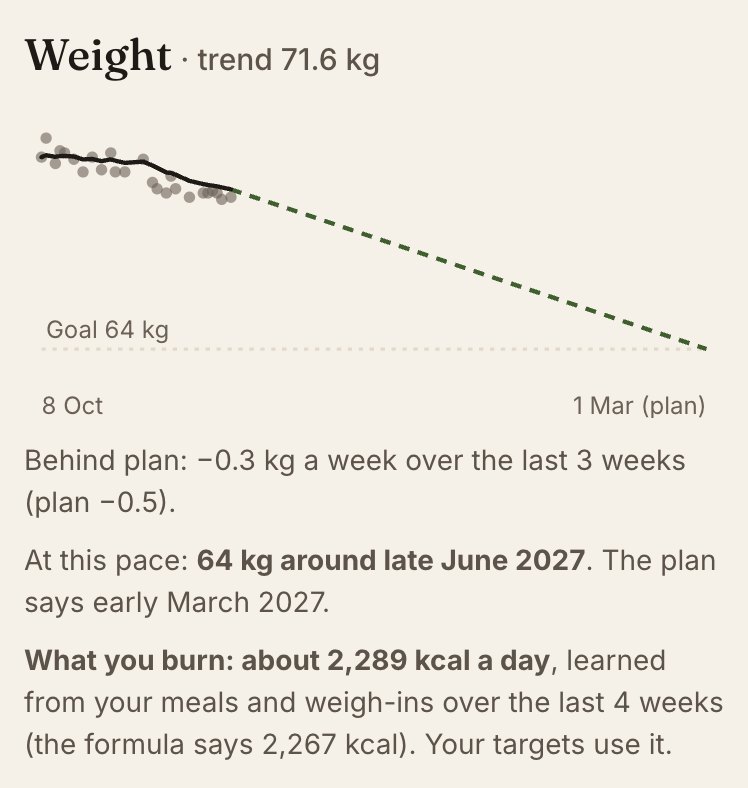 Weight · trend 71.6 kg
Goal 64 kg
8 Oct
1 Mar (plan)
Behind plan: −0.3 kg a week over the last 3 weeks
(plan −0.5).
At this pace: 64 kg around late June 2027. The plan
says early March 2027.
What you burn: about 2,289 kcal a day, learned
from your meals and weigh-ins over the last 4 weeks
(the formula says 2,267 kcal). Your targets use it.